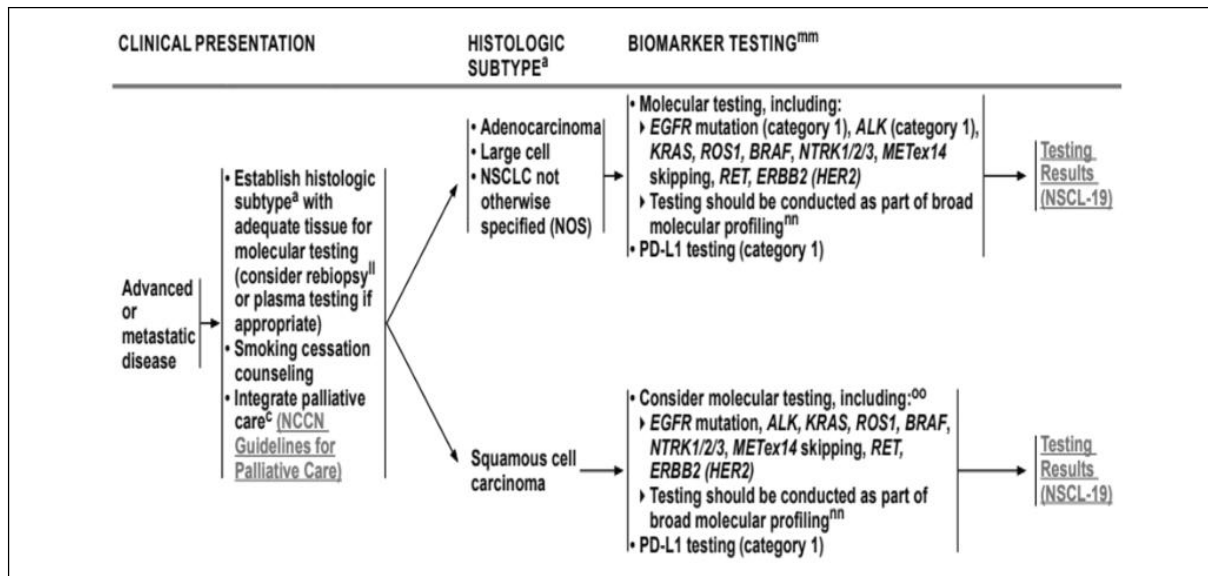 CLINICAL PRESENTATION
HISTOLOGIC
SUBTYPEa
BIOMARKER TESTINGmm
Advanced
or
metastatic
disease
• Establish histologic
subtypea with
adequate tissue for
molecular testing
(consider rebiopsyll
or plasma testing if
appropriate)
• Smoking cessation
counseling
• Integrate palliative
carec (NCCN
Guidelines for
Palliative Care)
• Adenocarcinoma
• Large cell
• NSCLC not
otherwise
specified (NOS)
• Molecular testing, including:
EGFR mutation (category 1), ALK (category 1),
KRAS, ROS1, BRAF, NTRK1/2/3, METex14
skipping, RET, ERBB2 (HER2)
Testing should be conducted as part of broad
molecular profilingnn
• PD-L1 testing (category 1)
Testing
Results
(NSCL-19)
Squamous cell
carcinoma
• Consider molecular testing, including:oo
EGFR mutation, ALK, KRAS, ROS1, BRAF,
NTRK1/2/3, METex14 skipping, RET,
ERBB2 (HER2)
Testing should be conducted as part of
broad molecular profilingnn
• PD-L1 testing (category 1)
Testing
Results
(NSCL-19)